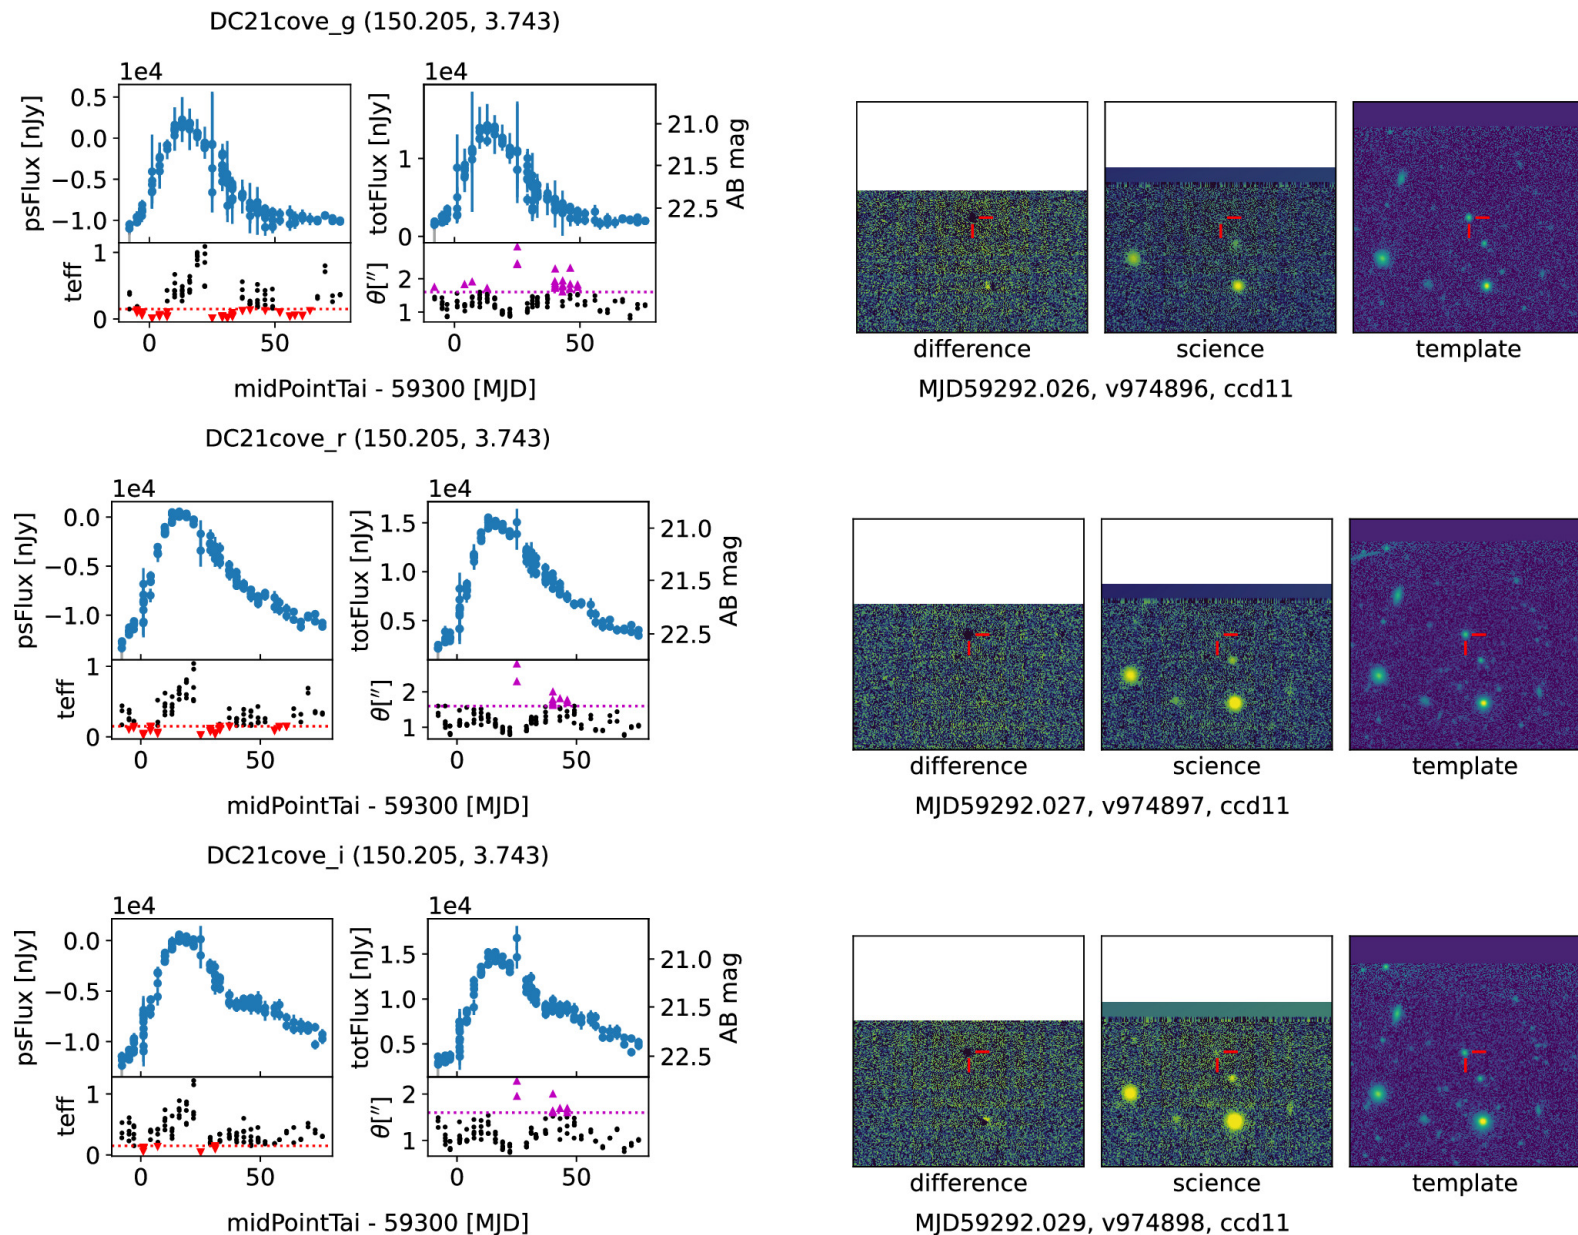 DC21cove_g (150.205, 3.743)
1e4
1e4
psFlux [nJy]
0.5
0.0
−0.5
−1.0
totFlux [nJy]
1
0
21.0
21.5
22.5
AB mag
teff
1
0
θ["]
2
1
0
50
0
50
difference
science
template
midPointTai - 59300 [MJD]
MJD59292.026, v974896, ccd11
DC21cove_r (150.205, 3.743)
1e4
1e4
psFlux [nJy]
0.0
−0.5
−1.0
totFlux [nJy]
1.5
1.0
0.5
21.0
21.5
22.5
AB mag
teff
1
0
θ["]
2
1
0
50
0
50
difference
science
template
midPointTai - 59300 [MJD]
MJD59292.027, v974897, ccd11
DC21cove_i (150.205, 3.743)
1e4
1e4
psFlux [nJy]
0.0
−0.5
−1.0
totFlux [nJy]
1.5
1.0
0.5
21.0
21.5
22.5
AB mag
teff
1
0
θ["]
2
1
0
50
0
50
difference
science
template
midPointTai - 59300 [MJD]
MJD59292.029, v974898, ccd11